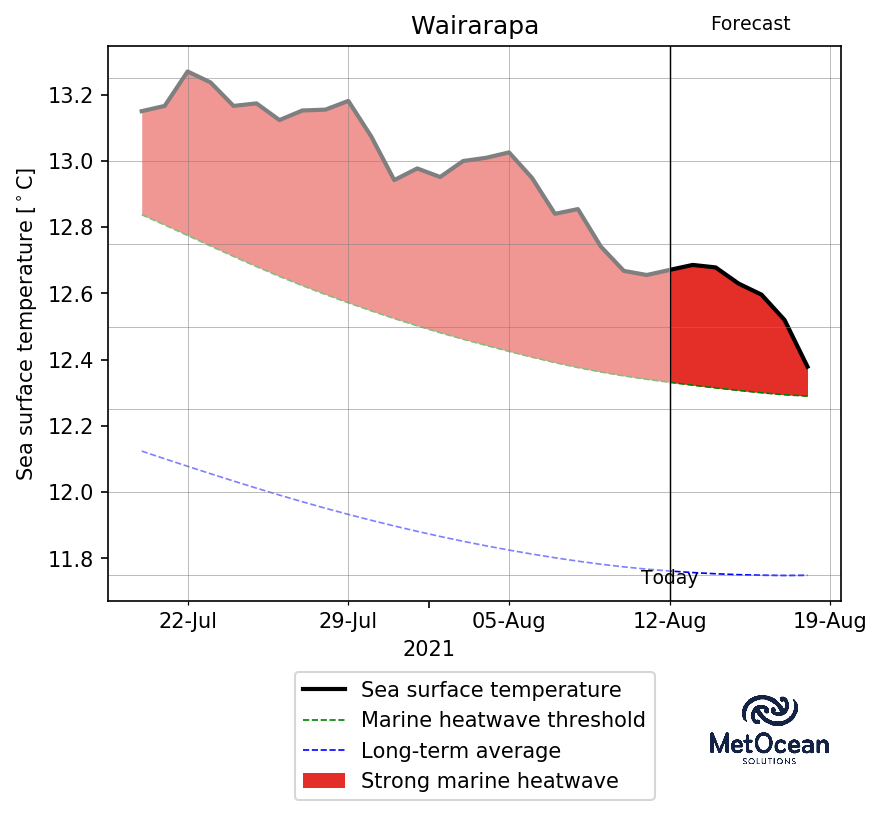 Wairarapa
Forecast
Sea surface temperature [°C]
13.2
13.0
12.8
12.6
12.4
12.2
12.0
11.8
Today
22-Jul
29-Jul
05-Aug
12-Aug
19-Aug
2021
Sea surface temperature
Marine heatwave threshold
Long-term average
Strong marine heatwave
MetOcean
SOLUTIONS